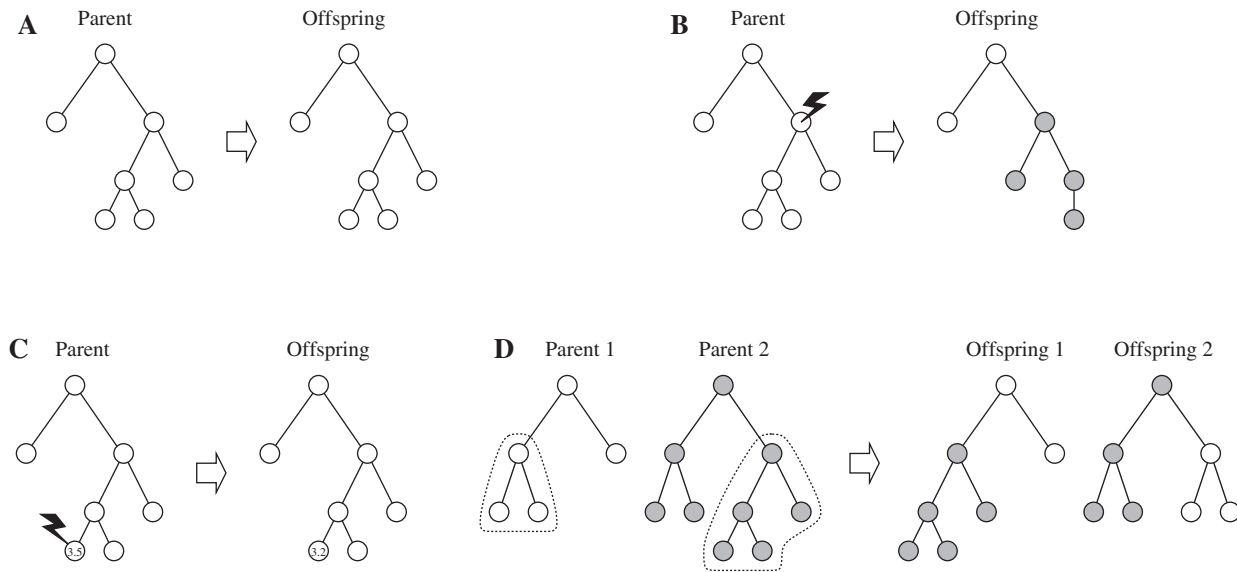 A Parent Offspring
B Parent Offspring
C Parent Offspring
3.5 3.2
D Parent 1 Parent 2 Offspring 1 Offspring 2